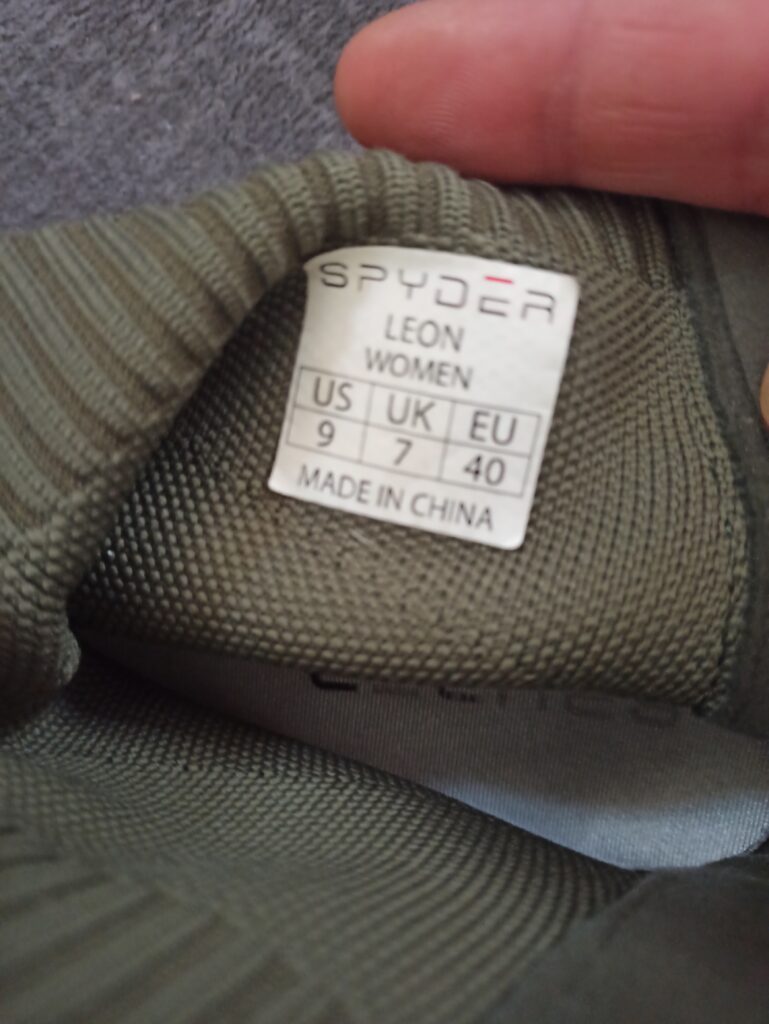 SPYDER
LEON
WOMEN
US UK EU
9 7 40
MADE IN CHINA